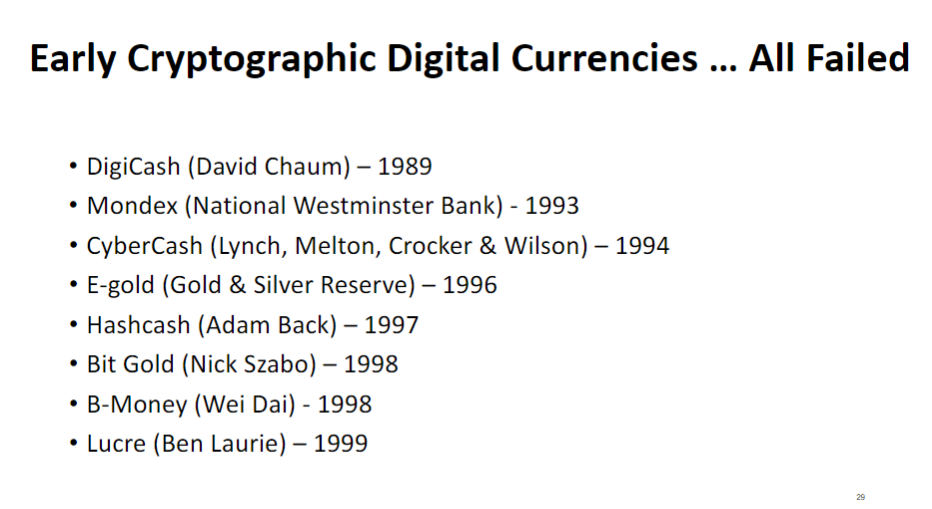 Early Cryptographic Digital Currencies … All Failed
• DigiCash (David Chaum) – 1989
• Mondex (National Westminster Bank) - 1993
• CyberCash (Lynch, Melton, Crocker & Wilson) – 1994
• E-gold (Gold & Silver Reserve) – 1996
• Hashcash (Adam Back) – 1997
• Bit Gold (Nick Szabo) – 1998
• B-Money (Wei Dai) - 1998
• Lucre (Ben Laurie) – 1999
29